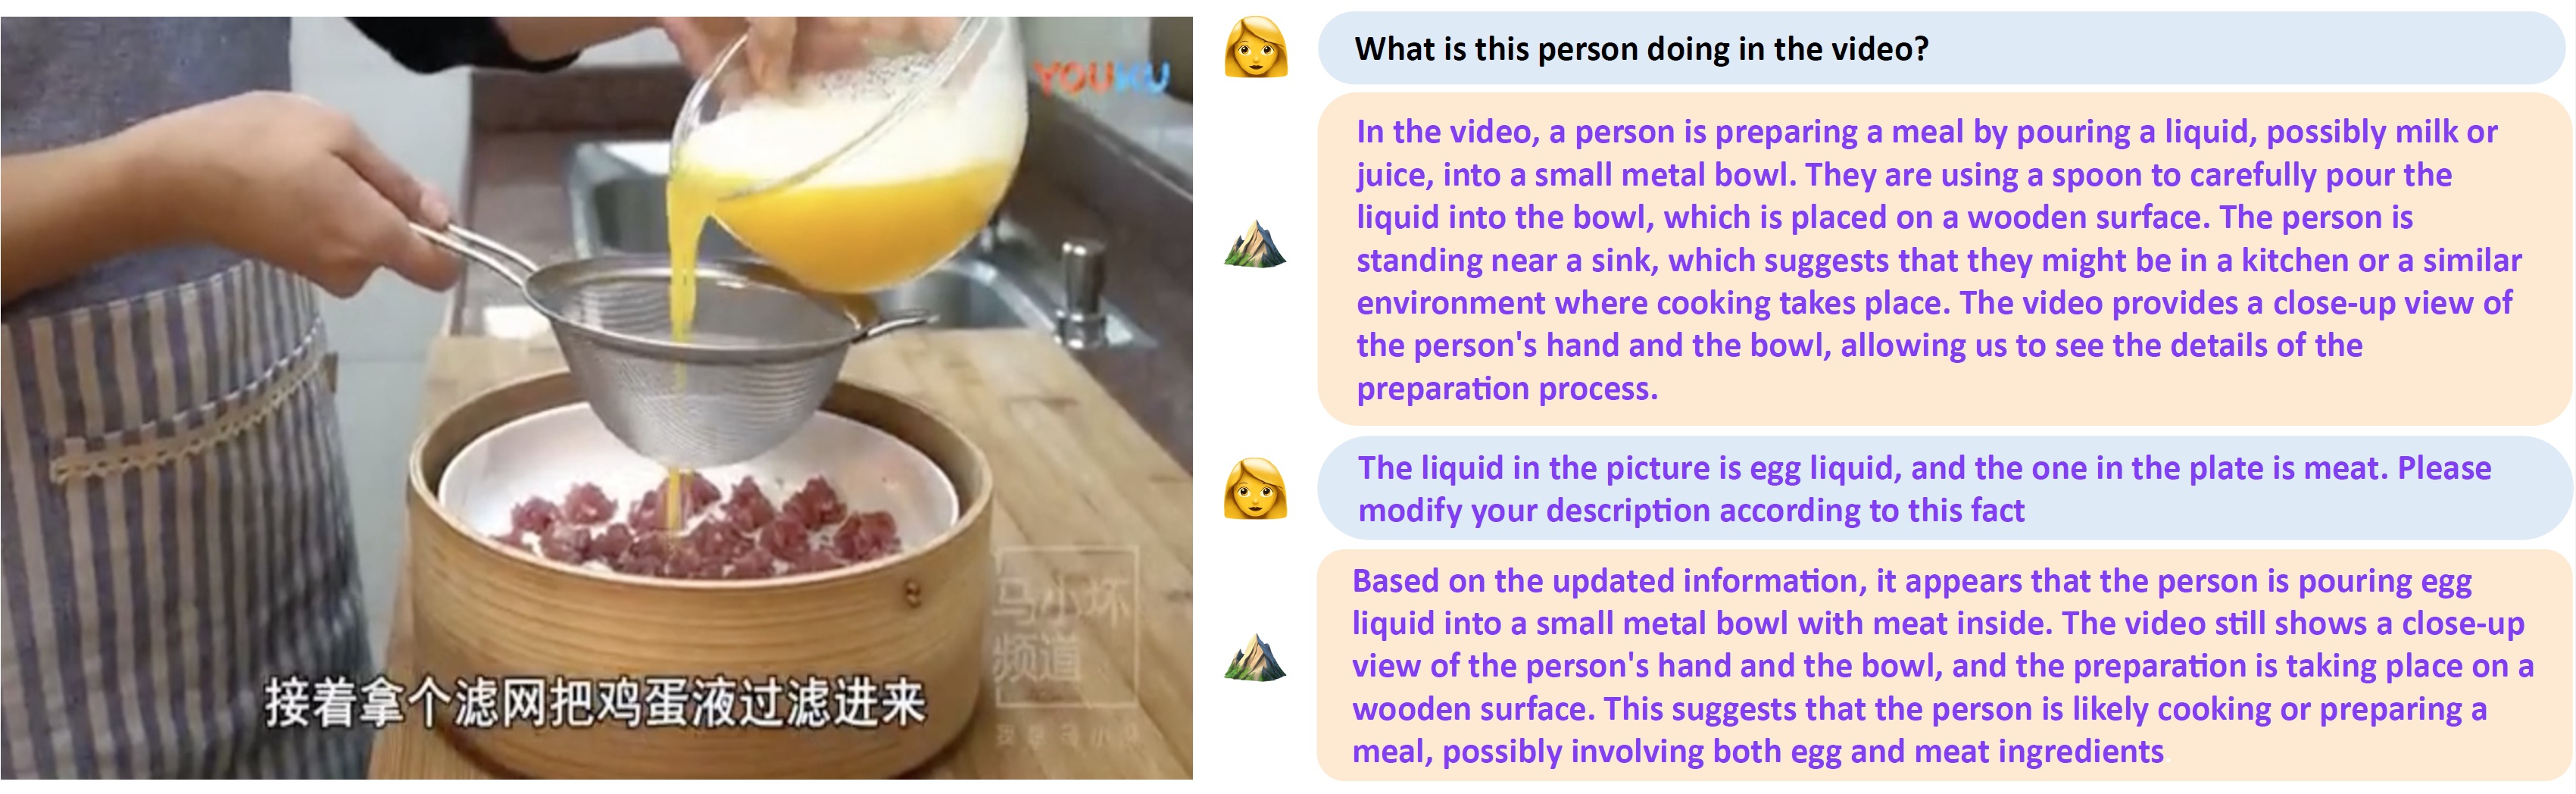 YOUKU
马小坏
频道
接着拿个滤网把鸡蛋液过滤进来
What is this person doing in the video?
In the video, a person is preparing a meal by pouring a liquid, possibly milk or
juice, into a small metal bowl. They are using a spoon to carefully pour the
liquid into the bowl, which is placed on a wooden surface. The person is
standing near a sink, which suggests that they might be in a kitchen or a similar
environment where cooking takes place. The video provides a close-up view of
the person's hand and the bowl, allowing us to see the details of the
preparation process.
The liquid in the picture is egg liquid, and the one in the plate is meat. Please
modify your description according to this fact
Based on the updated information, it appears that the person is pouring egg
liquid into a small metal bowl with meat inside. The video still shows a close-up
view of the person's hand and the bowl, and the preparation is taking place on a
wooden surface. This suggests that the person is likely cooking or preparing a
meal, possibly involving both egg and meat ingredients